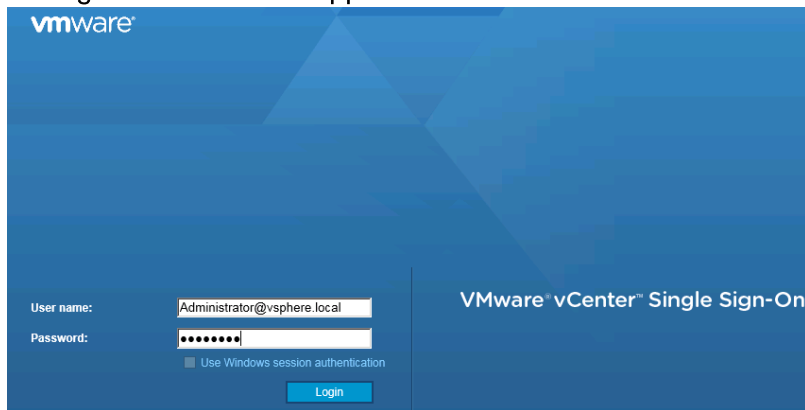 vmware®
User name:
Administrator@vsphere.local
VMware® vCenter™ Single Sign-On
Password:
●●●●●●●●
Use Windows session authentication
Login